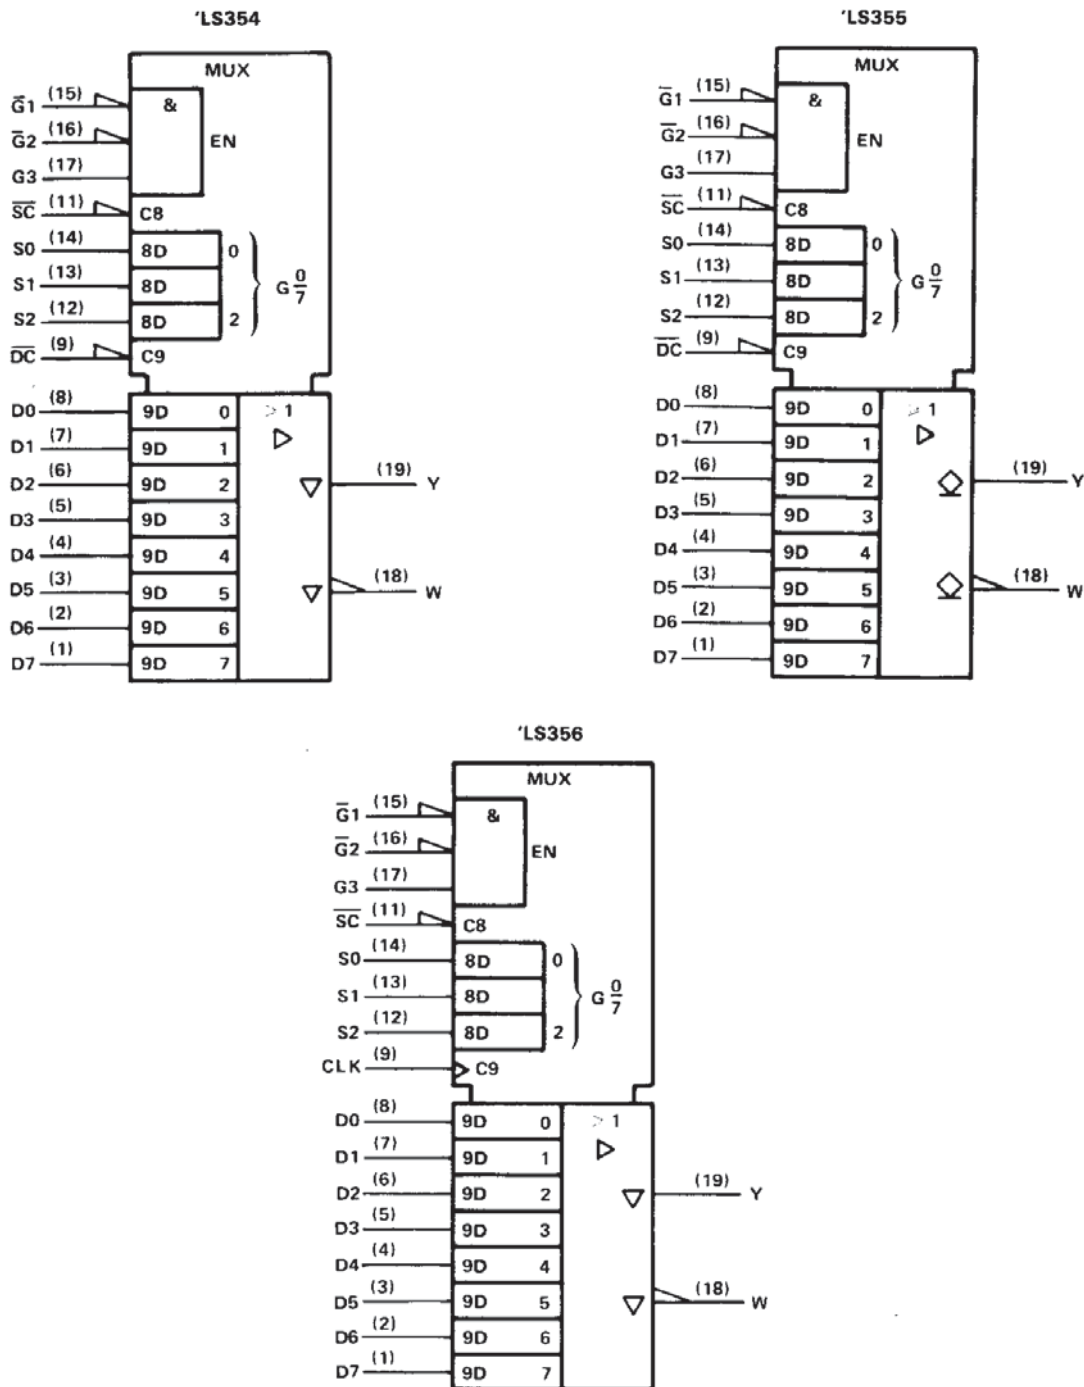 'LS354
MUX
G̅1 (15) &
G̅2 (16) EN
G3 (17)
S̅C̅ (11) C8
S0 (14) 8D 0
S1 (13) 8D G 0/7
S2 (12) 8D 2
D̅C̅ (9) C9
D0 (8) 9D 0 ≥1
D1 (7) 9D 1 ▷
D2 (6) 9D 2 ▽ (19) Y
D3 (5) 9D 3
D4 (4) 9D 4
D5 (3) 9D 5 ▽ (18) W
D6 (2) 9D 6
D7 (1) 9D 7
'LS355
MUX
G̅1 (15) &
G̅2 (16) EN
G3 (17)
S̅C̅ (11) C8
S0 (14) 8D 0
S1 (13) 8D G 0/7
S2 (12) 8D 2
D̅C̅ (9) C9
D0 (8) 9D 0 ≥1
D1 (7) 9D 1 ▷
D2 (6) 9D 2 (19) Y
D3 (5) 9D 3
D4 (4) 9D 4
D5 (3) 9D 5 (18) W
D6 (2) 9D 6
D7 (1) 9D 7
'LS356
MUX
G̅1 (15) &
G̅2 (16) EN
G3 (17)
S̅C̅ (11) C8
S0 (14) 8D 0
S1 (13) 8D G 0/7
S2 (12) 8D 2
CLK (9) C9
D0 (8) 9D 0 ≥1
D1 (7) 9D 1 ▷
D2 (6) 9D 2 ▽ (19) Y
D3 (5) 9D 3
D4 (4) 9D 4
D5 (3) 9D 5 ▽ (18) W
D6 (2) 9D 6
D7 (1) 9D 7